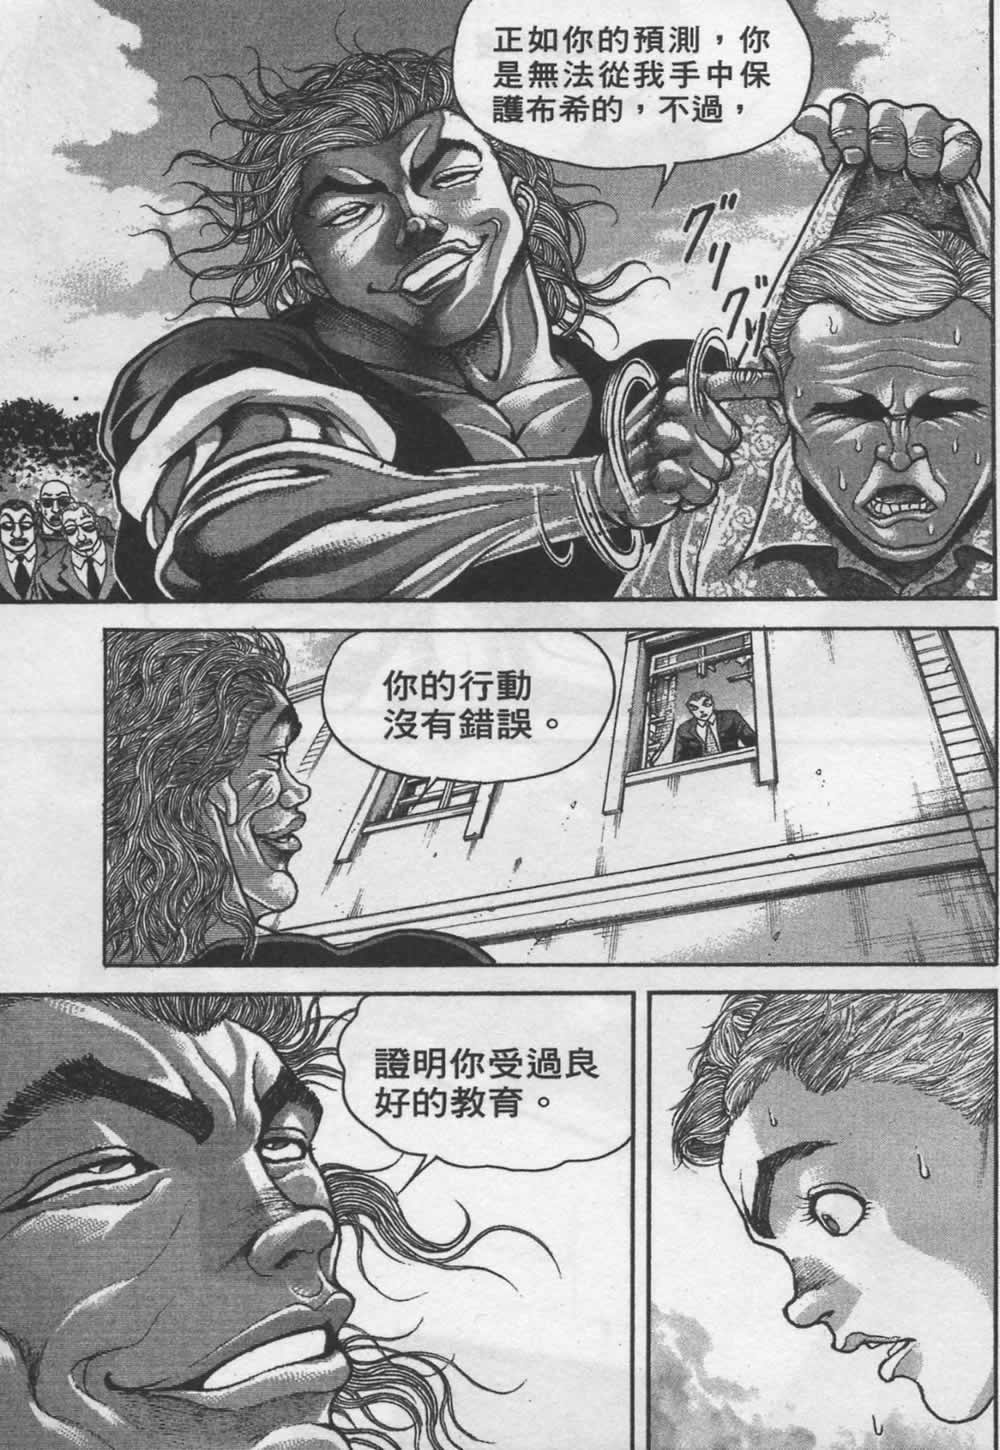 正如你的預測，你
是無法從我手中保
護布希的，不過，
グリグリ
你的行動
沒有錯誤。
證明你受過良
好的教育。